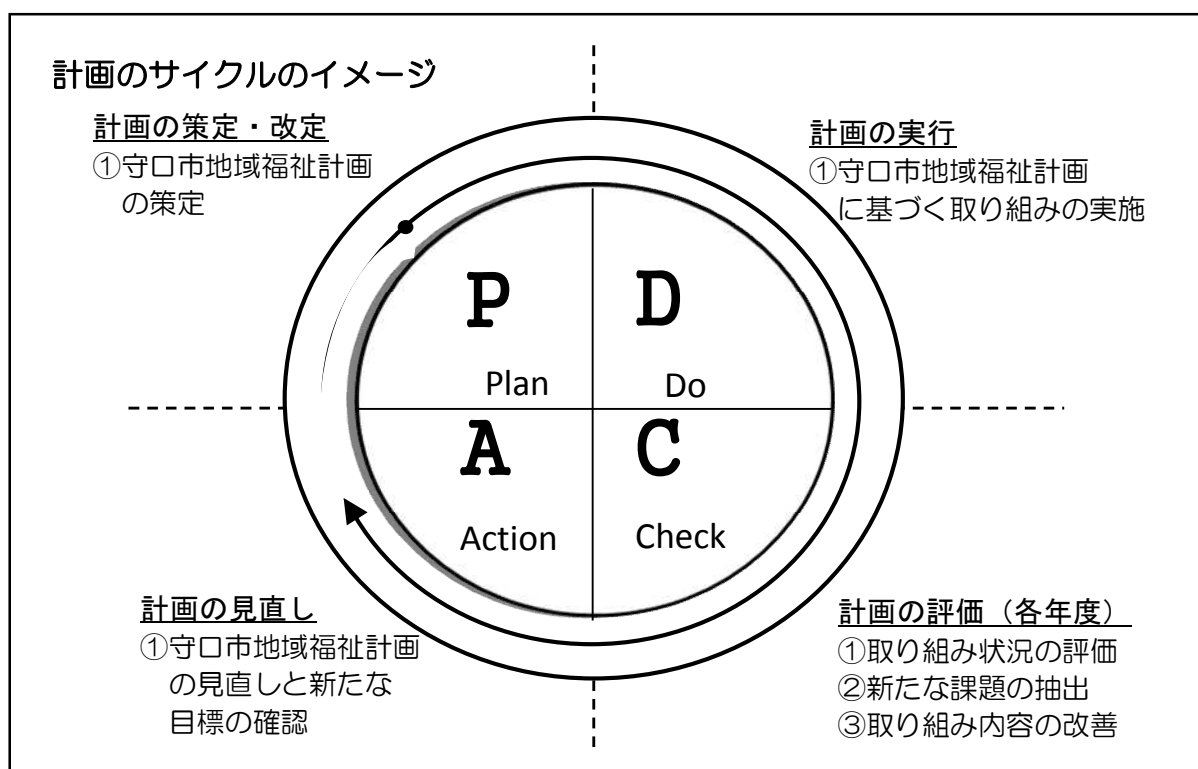 計画のサイクルのイメージ
計画の策定・改定
①守口市地域福祉計画
の策定
計画の実行
①守口市地域福祉計画
に基づく取り組みの実施
P
Plan
D
Do
A
Action
C
Check
計画の見直し
①守口市地域福祉計画
の見直しと新たな
目標の確認
計画の評価（各年度）
①取り組み状況の評価
②新たな課題の抽出
③取り組み内容の改善